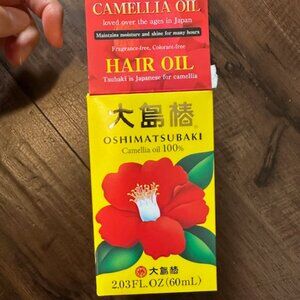 CAMELLIA OIL
loved over the ages in Japan
Maintains moisture and shine for many hours
Fragrance-free, Colorant-free
HAIR OIL
Tsubaki is Japanese for camellia
大島椿
OSHIMATSUBAKI
Camellia oil 100%
大島椿
2.03FL.OZ(60mL)